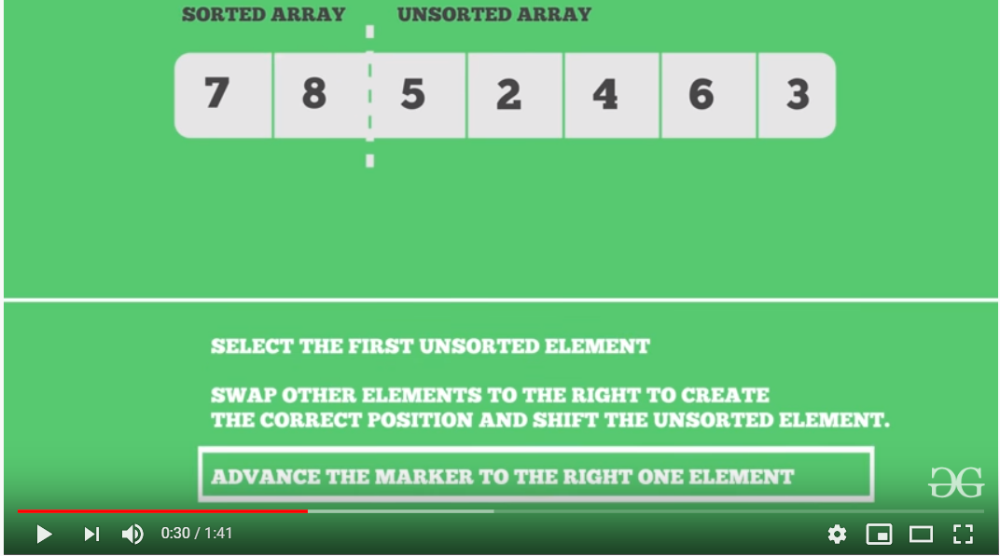 SORTED ARRAY UNSORTED ARRAY
7 8 5 2 4 6 3
SELECT THE FIRST UNSORTED ELEMENT
SWAP OTHER ELEMENTS TO THE RIGHT TO CREATE
THE CORRECT POSITION AND SHIFT THE UNSORTED ELEMENT.
ADVANCE THE MARKER TO THE RIGHT ONE ELEMENT
0:30 / 1:41